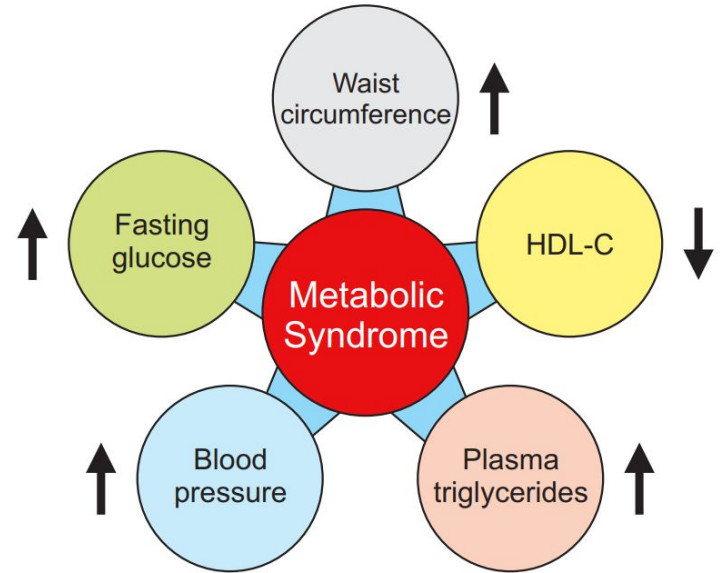 Waist
circumference
Fasting
glucose
HDL-C
Metabolic
Syndrome
Blood
pressure
Plasma
triglycerides